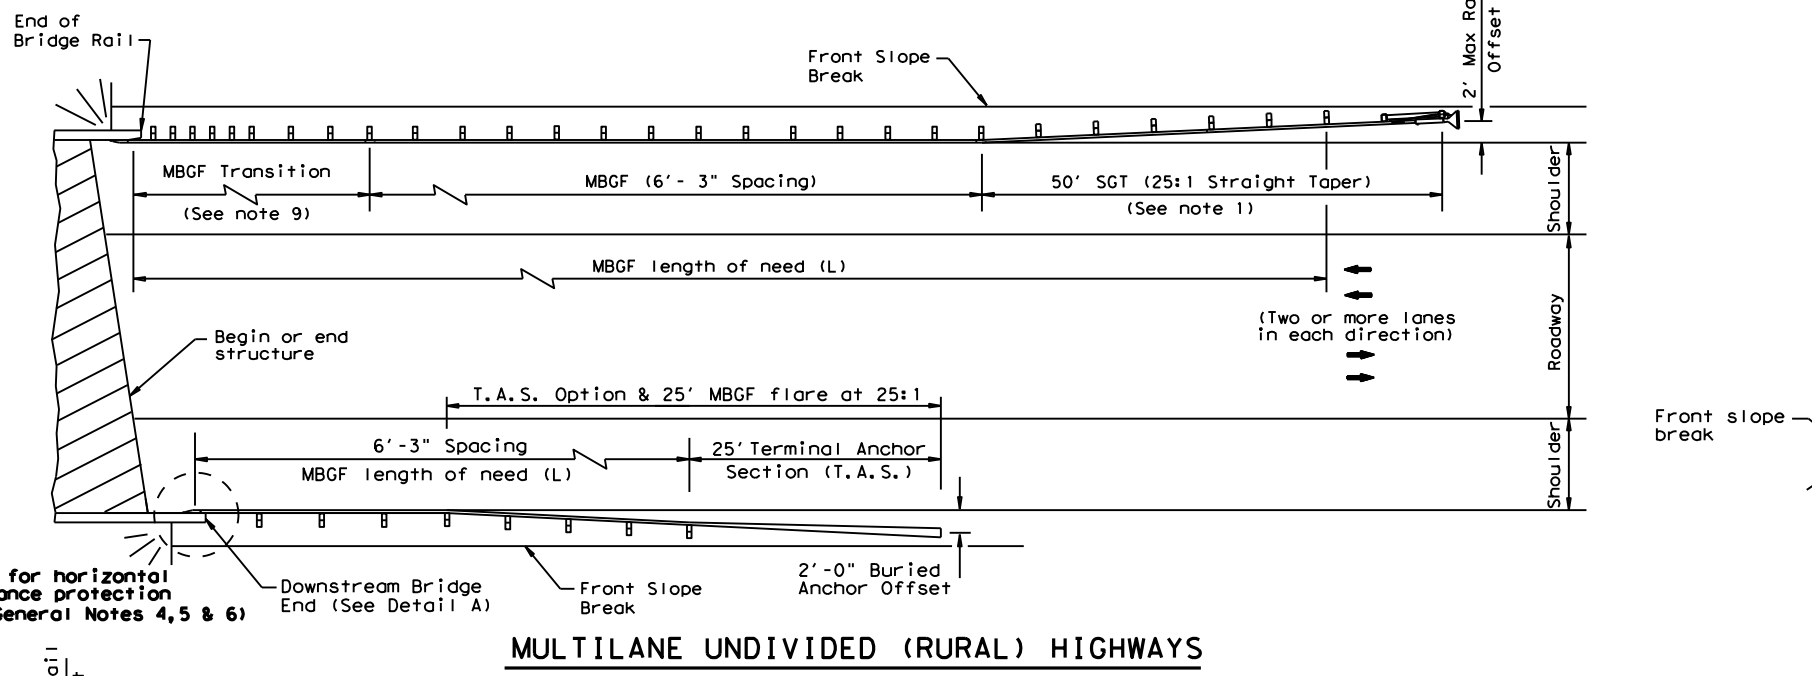 End of
Bridge Rail
Front Slope
Break
2' Max Ra
Offset
MBGF Transition
(See note 9)
MBGF (6'- 3" Spacing)
50' SGT (25:1 Straight Taper)
(See note 1)
Shoulder
MBGF length of need (L)
(Two or more lanes
in each direction)
Roadway
Begin or end
structure
T.A.S. Option & 25' MBGF flare at 25:1
Front slope
break
6'-3" Spacing
MBGF length of need (L)
25' Terminal Anchor
Section (T.A.S.)
Shoulder
for horizontal
ance protection
General Notes 4,5 & 6)
Downstream Bridge
End (See Detail A)
Front Slope
Break
2'-0" Buried
Anchor Offset
MULTILANE UNDIVIDED (RURAL) HIGHWAYS